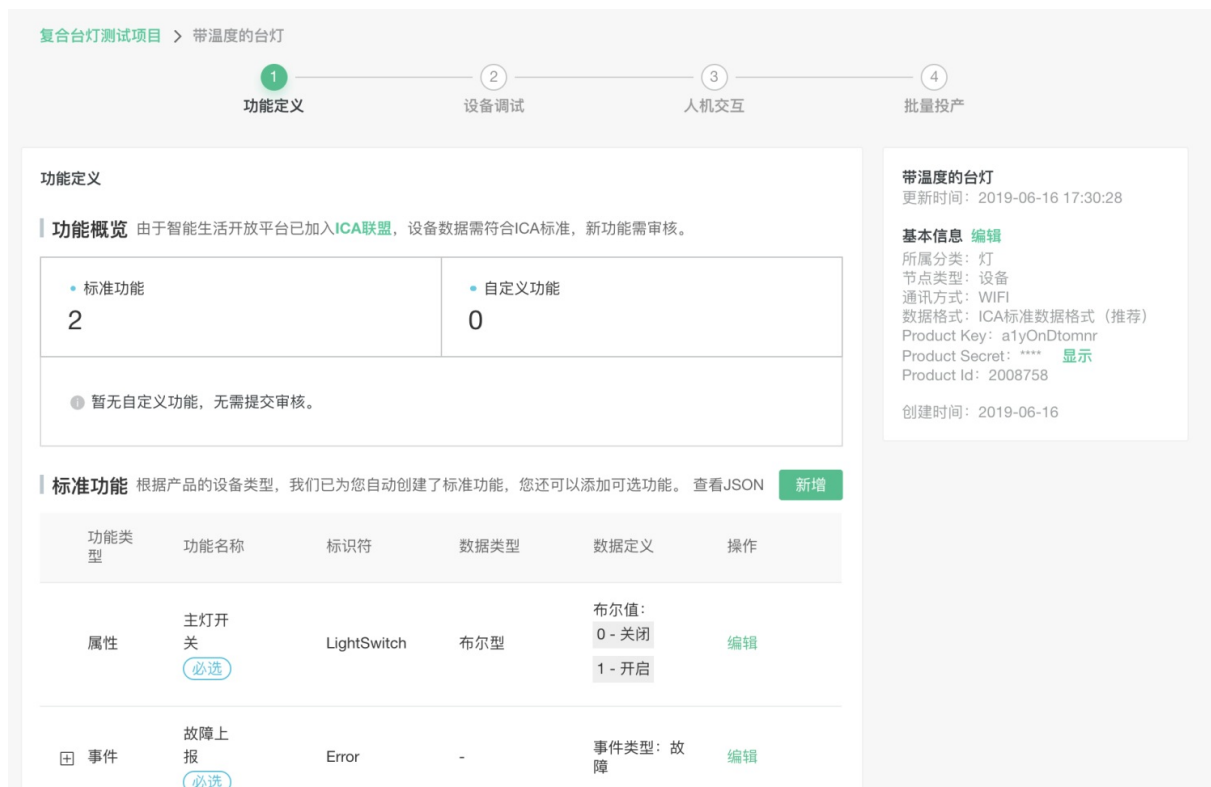 复合台灯测试项目 > 带温度的台灯
1
2
3
4
功能定义
设备调试
人机交互
批量投产
功能定义
功能概览 由于智能生活开放平台已加入ICA联盟，设备数据需符合ICA标准，新功能需审核。
标准功能
2
自定义功能
0
暂无自定义功能，无需提交审核。
标准功能 根据产品的设备类型，我们已为您自动创建了标准功能，您还可以添加可选功能。 查看JSON 新增
功能类
型
功能名称
标识符
数据类型
数据定义
操作
属性
主灯开
关
必选
LightSwitch
布尔型
布尔值：
0 - 关闭
1 - 开启
编辑
事件
故障上
报
必选
Error
-
事件类型：故
障
编辑
带温度的台灯
更新时间：2019-06-16 17:30:28
基本信息 编辑
所属分类：灯
节点类型：设备
通讯方式：WIFI
数据格式：ICA标准数据格式（推荐）
Product Key：a1yOnDtomnr
Product Secret：**** 显示
Product Id：2008758
创建时间：2019-06-16